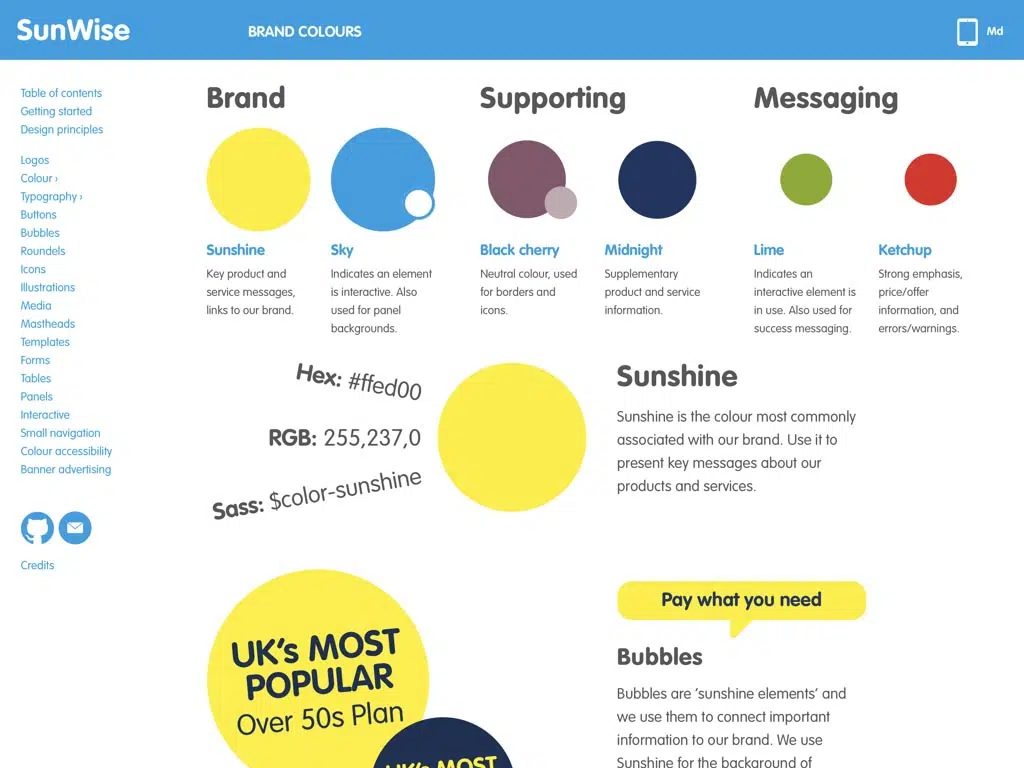 SunWise
BRAND COLOURS
Md
Table of contents
Getting started
Design principles
Logos
Colour ›
Typography ›
Buttons
Bubbles
Roundels
Icons
Illustrations
Media
Mastheads
Templates
Forms
Tables
Panels
Interactive
Small navigation
Colour accessibility
Banner advertising
Credits
Brand
Sunshine
Key product and
service messages,
links to our brand.
Sky
Indicates an element
is interactive. Also
used for panel
backgrounds.
Supporting
Black cherry
Neutral colour, used
for borders and
icons.
Midnight
Supplementary
product and service
information.
Messaging
Lime
Indicates an
interactive element is
in use. Also used for
success messaging.
Ketchup
Strong emphasis,
price/offer
information, and
errors/warnings.
Hex: #ffed00
RGB: 255,237,0
Sass: $color-sunshine
Sunshine
Sunshine is the colour most commonly
associated with our brand. Use it to
present key messages about our
products and services.
UK's MOST
POPULAR
Over 50s Plan
UK's MOST
Pay what you need
Bubbles
Bubbles are 'sunshine elements' and
we use them to connect important
information to our brand. We use
Sunshine for the background of